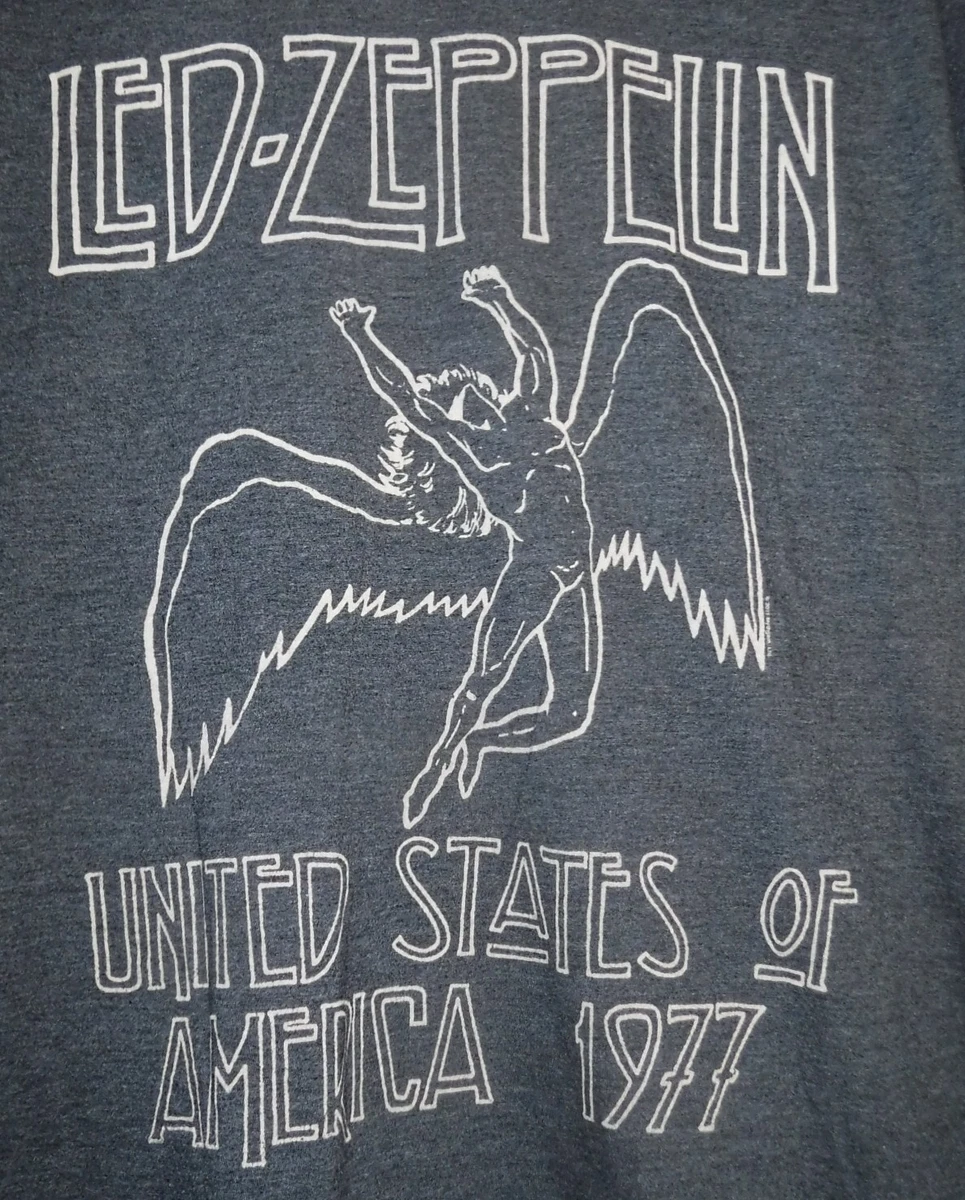 LED-ZEPPELIN
UNITED STATES OF
AMERICA 1977